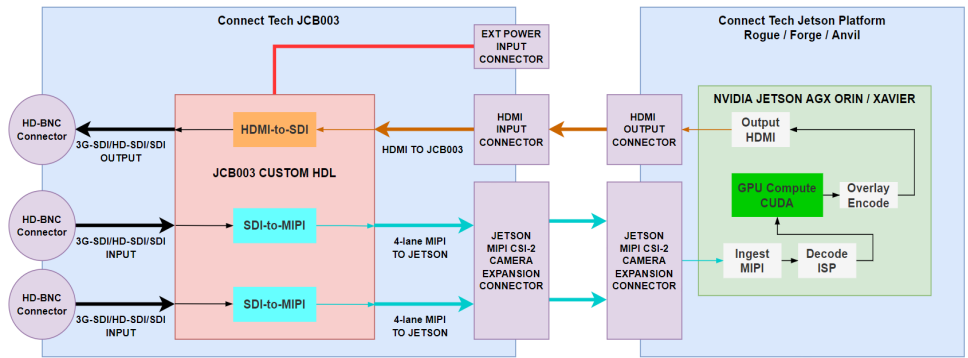 Connect Tech JCB003
EXT POWER
INPUT
CONNECTOR
Connect Tech Jetson Platform
Rogue / Forge / Anvil
NVIDIA JETSON AGX ORIN / XAVIER
HD-BNC
Connector
3G-SDI/HD-SDI/SDI
OUTPUT
HDMI-to-SDI
HDMI TO JCB003
HDMI
INPUT
CONNECTOR
HDMI
OUTPUT
CONNECTOR
Output
HDMI
JCB003 CUSTOM HDL
GPU Compute
CUDA
Overlay
Encode
HD-BNC
Connector
3G-SDI/HD-SDI/SDI
INPUT
SDI-to-MIPI
4-lane MIPI
TO JETSON
JETSON
MIPI CSI-2
CAMERA
EXPANSION
CONNECTOR
JETSON
MIPI CSI-2
CAMERA
EXPANSION
CONNECTOR
Ingest
MIPI
Decode
ISP
HD-BNC
Connector
3G-SDI/HD-SDI/SDI
INPUT
SDI-to-MIPI
4-lane MIPI
TO JETSON